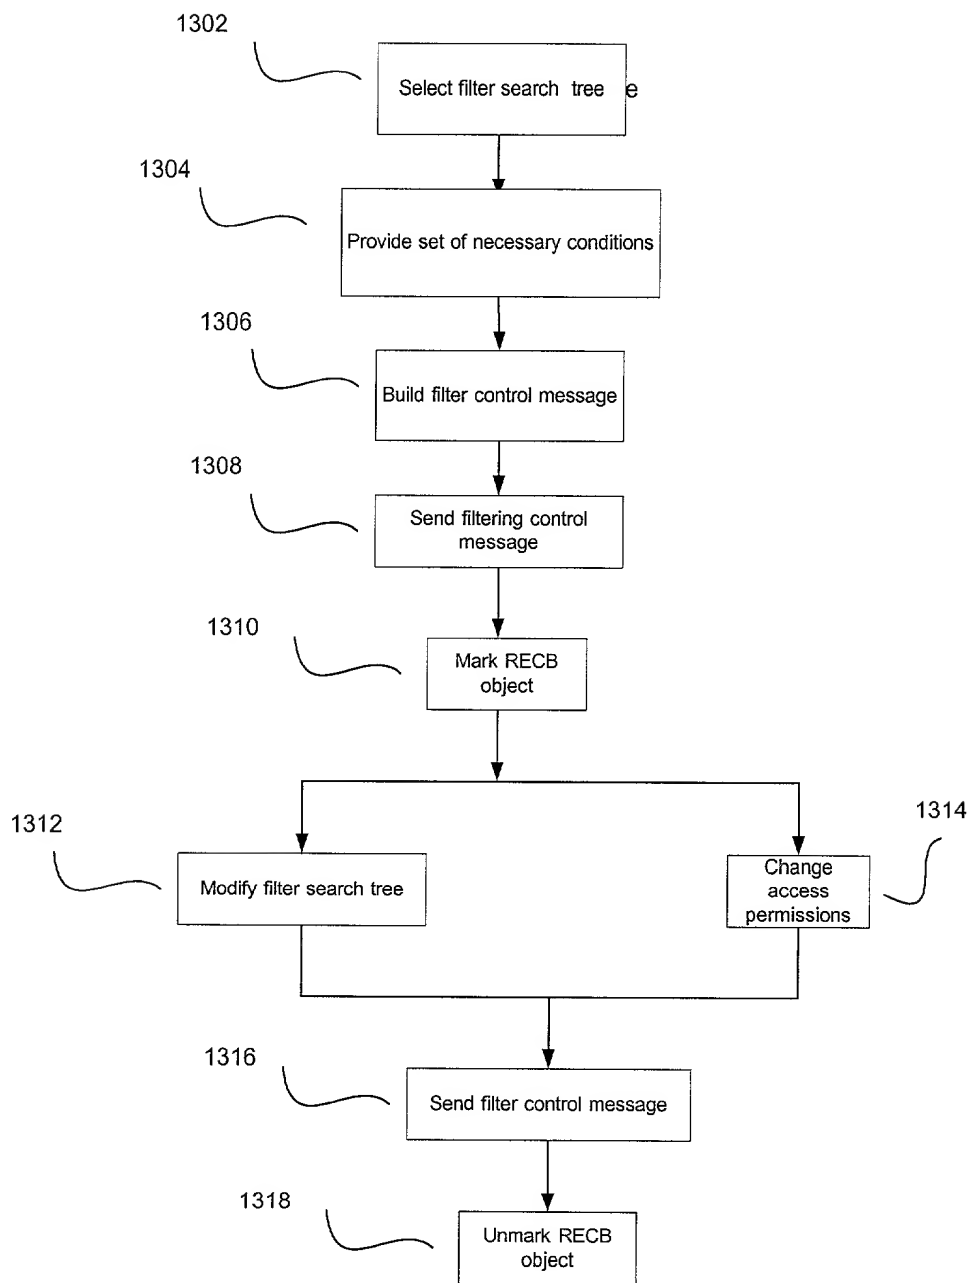 1302
Select filter search tree e
1304
Provide set of necessary conditions
1306
Build filter control message
1308
Send filtering control
message
1310
Mark RECB
object
1312
Modify filter search tree
1314
Change
access
permissions
1316
Send filter control message
1318
Unmark RECB
object